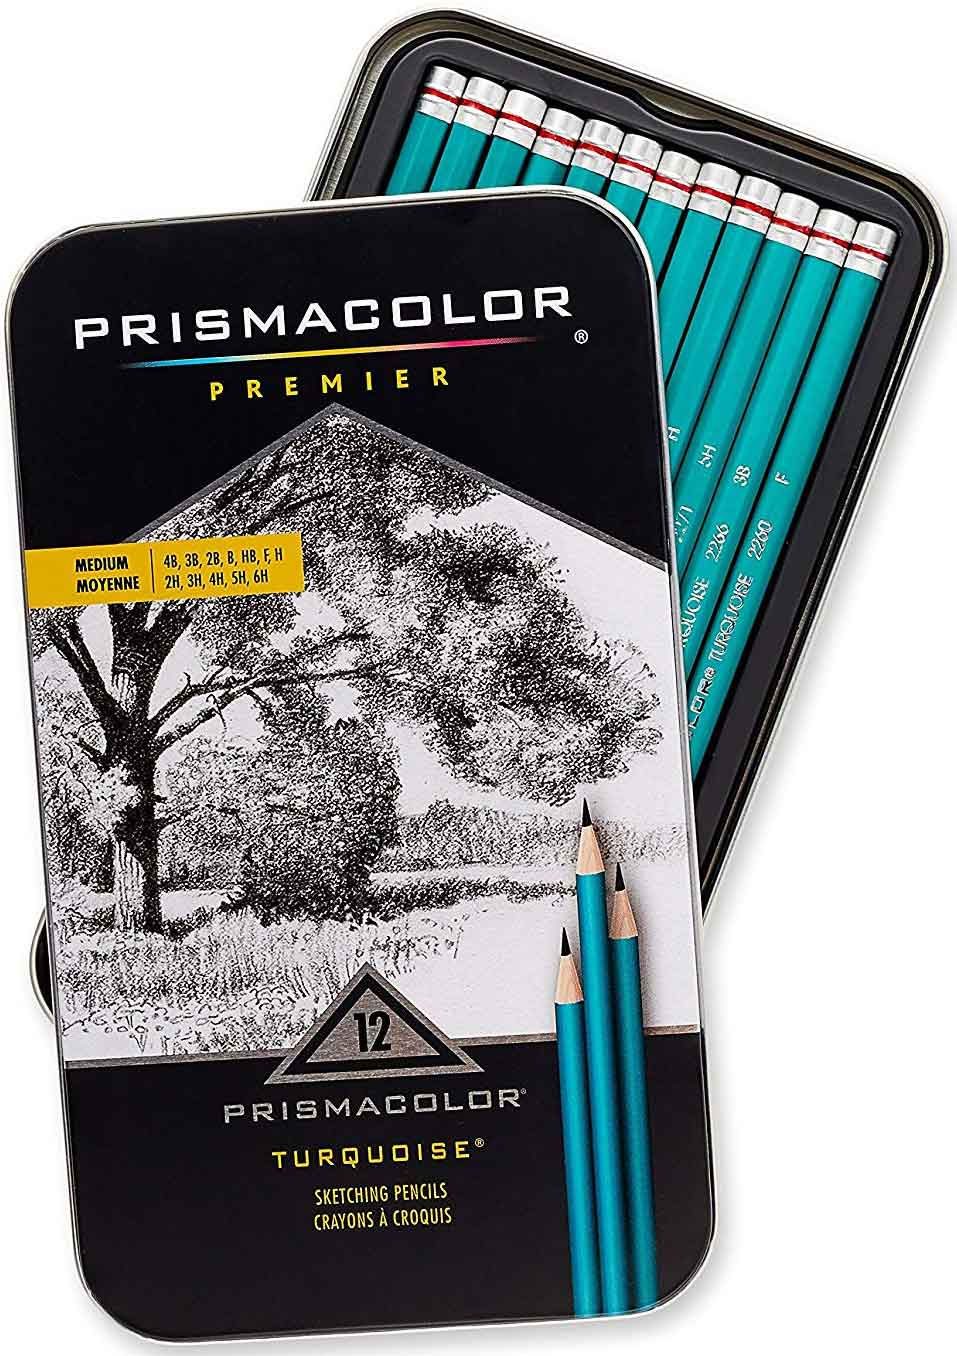 PRISMACOLOR®
PREMIER
MEDIUM
MOYENNE
4B, 3B, 2B, B, HB, F, H
2H, 3H, 4H, 5H, 6H
12
PRISMACOLOR®
TURQUOISE®
SKETCHING PENCILS
CRAYONS À CROQUIS
5H
2266 3B
TURQUOISE 2260 F